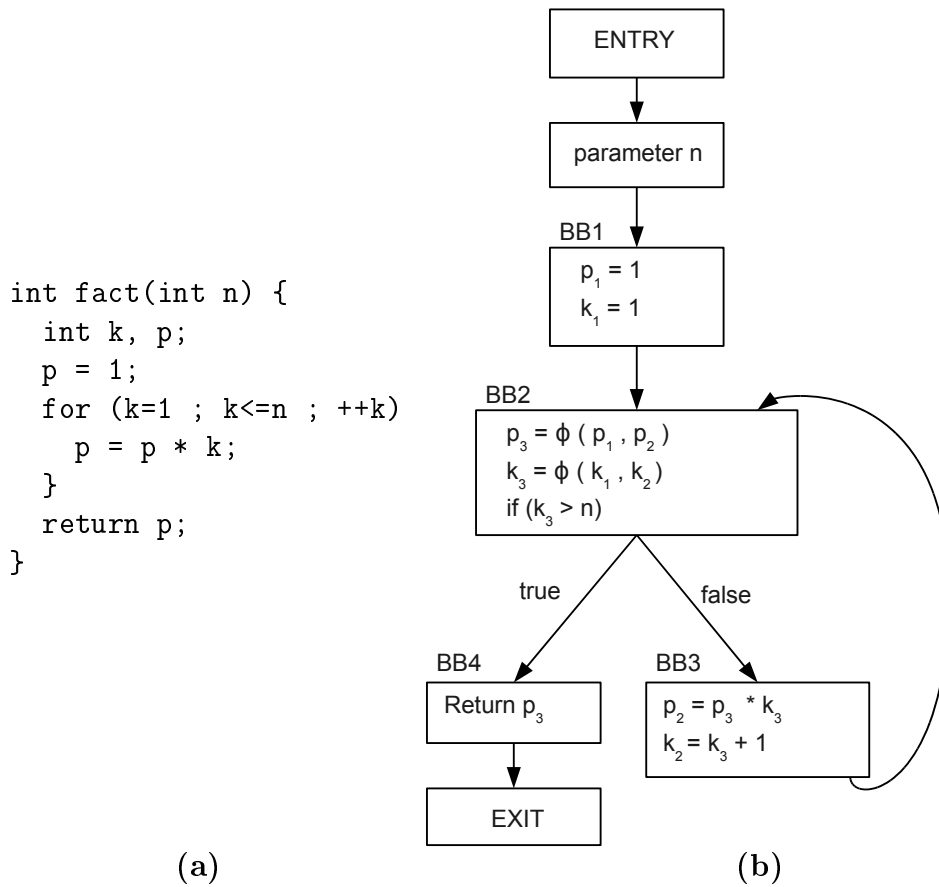 int fact(int n) {
int k, p;
p = 1;
for (k=1 ; k<=n ; ++k)
p = p * k;
}
return p;
}
(a)
ENTRY
parameter n
BB1
p₁ = 1
k₁ = 1
BB2
p₃ = ϕ ( p₁ , p₂ )
k₃ = ϕ ( k₁ , k₂ )
if (k₃ > n)
true
false
BB4
Return p₃
BB3
p₂ = p₃ * k₃
k₂ = k₃ + 1
EXIT
(b)